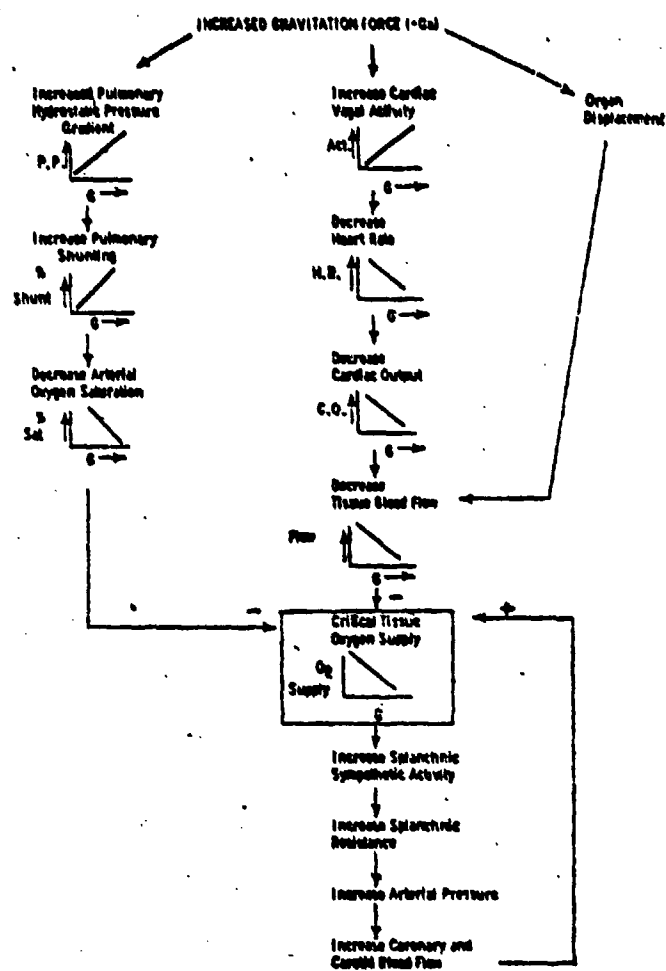 INCREASED GRAVITATION FORCE (+Gx)
Increased Pulmonary
Hydrostatic Pressure
Gradient
P.P.
G
Increase Pulmonary
Shunting
%
Shunt
G
Decrease Arterial
Oxygen Saturation
%
Sat
G
Increase Cardiac
Vagal Activity
Act.
G
Decrease
Heart Rate
H.R.
G
Decrease
Cardiac Output
C.O.
G
Decrease
Tissue Blood Flow
Flow
G
Organ
Displacement
-
-
+
Critical Tissue
Oxygen Supply
O2
Supply
G
Increase Splanchnic
Sympathetic Activity
Increase Splanchnic
Resistance
Increase Arterial Pressure
Increase Coronary and
Carotid Blood Flow